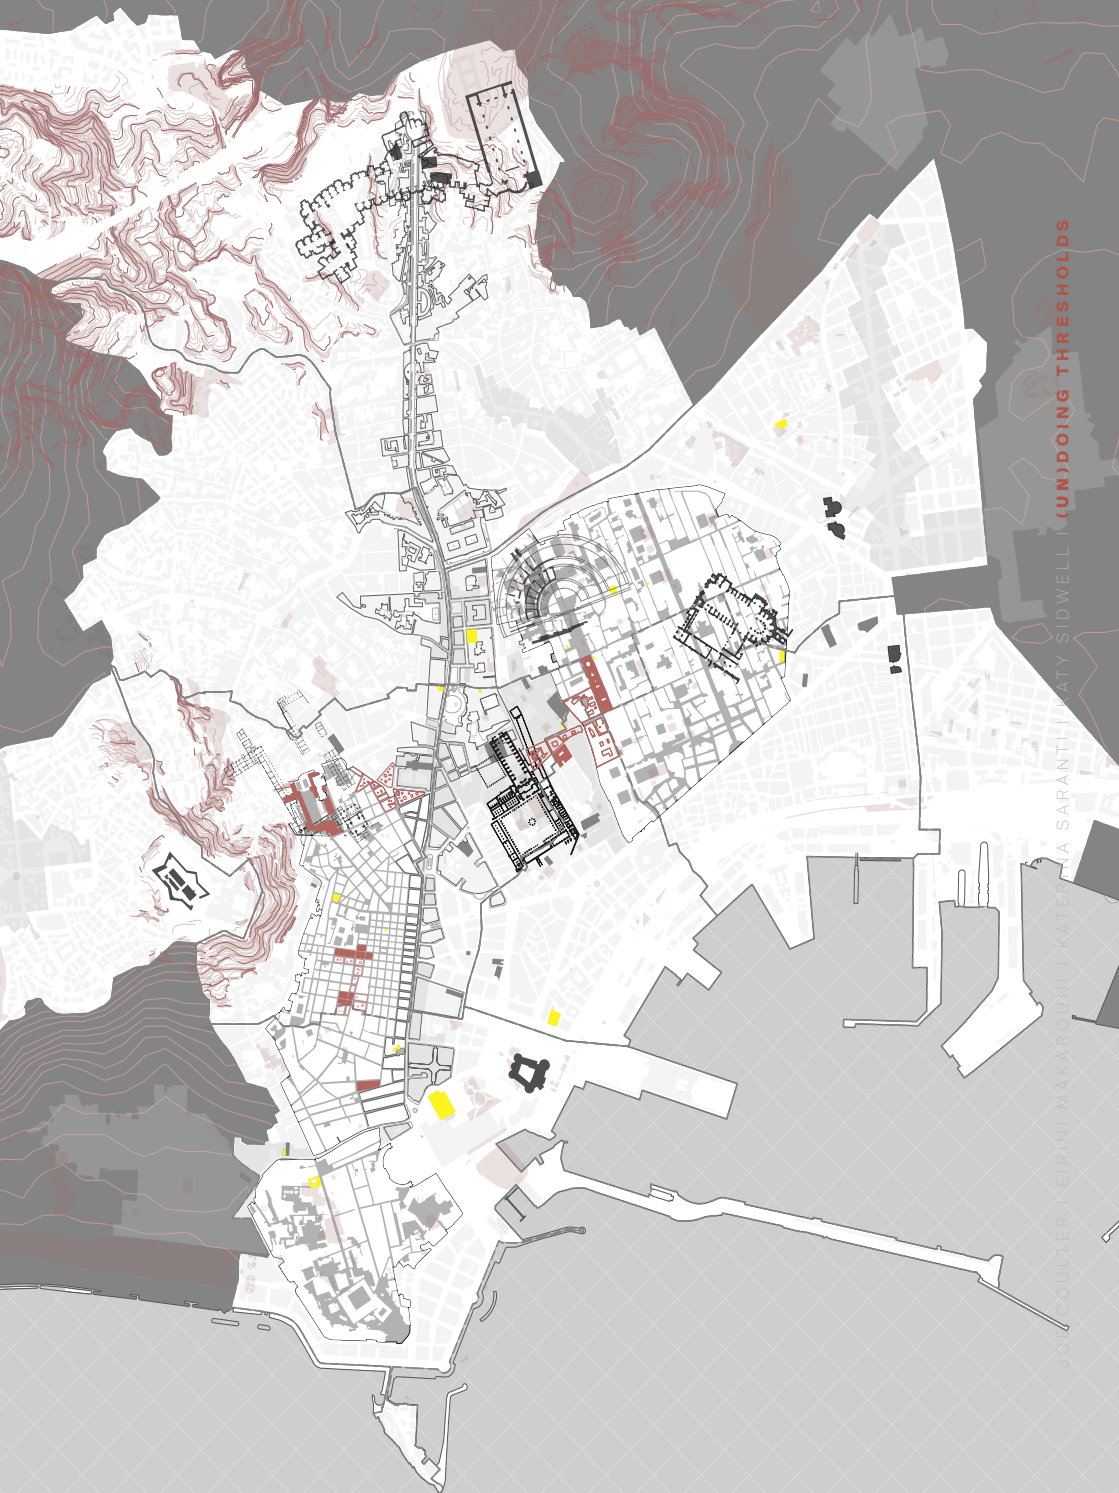 JOE COULTER I EIRINI MAKAROUNI I KATERINA SARANTI I KATY SIDWELL I (UN)DOING THRESHOLDS